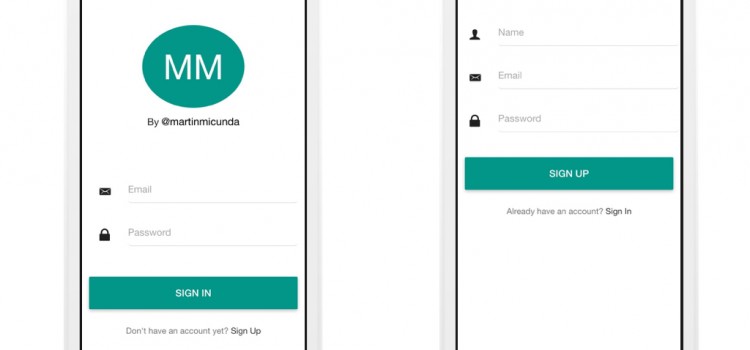 MM
By @martinmicunda
Email
Password
SIGN IN
Don't have an account yet? Sign Up
Name
Email
Password
SIGN UP
Already have an account? Sign In